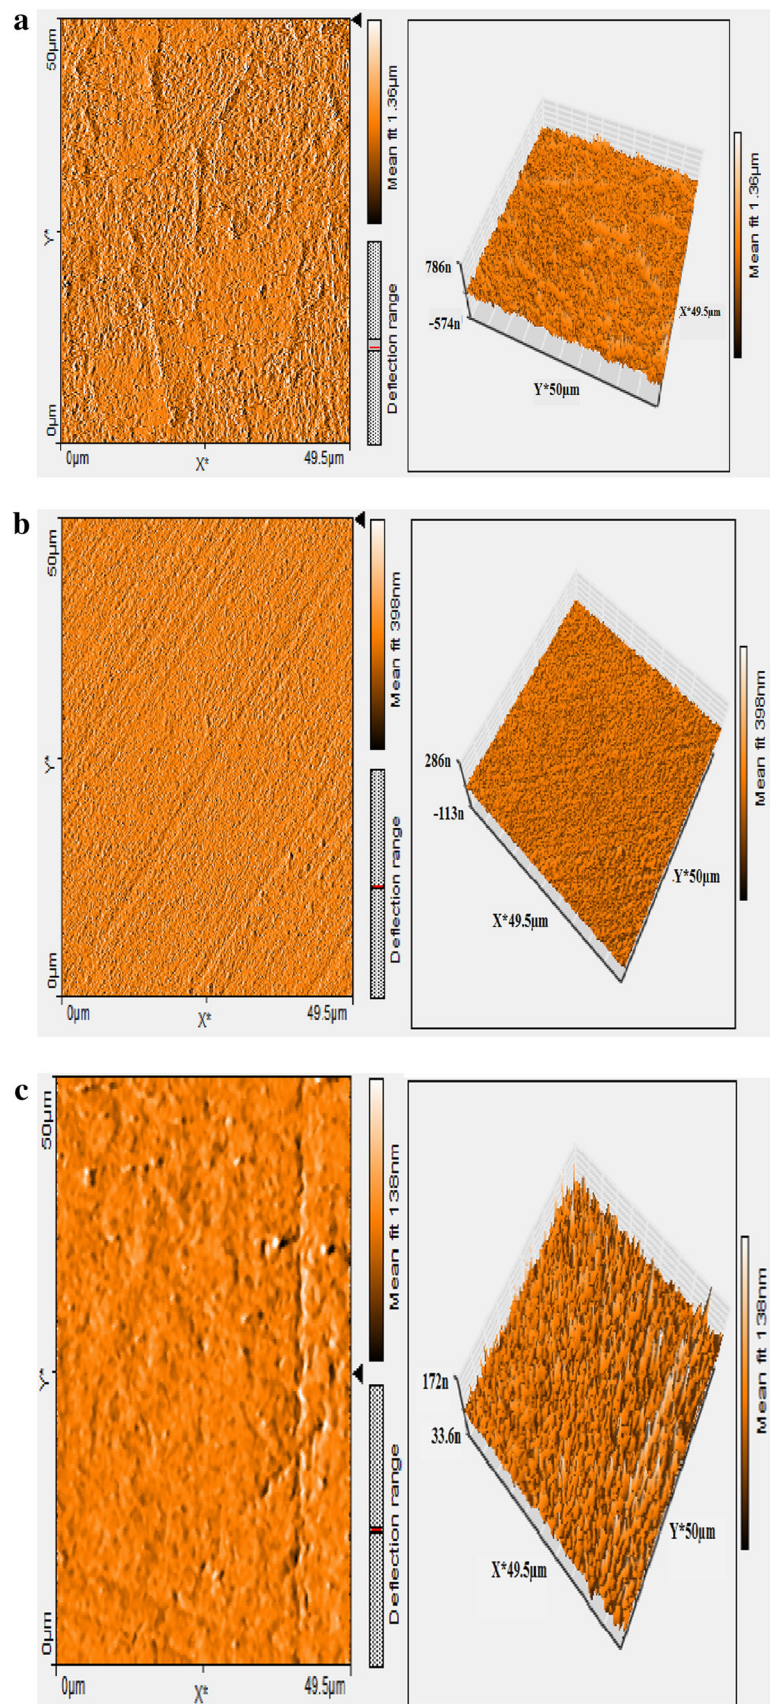 a
50µm
Y*
0µm
0µm
X*
49.5µm
Mean fit 1.36µm
Deflection range
786n
-574n
Y*50µm
X*49.5µm
Mean fit 1.36µm
b
50µm
Y*
0µm
0µm
X*
49.5µm
Mean fit 398nm
Deflection range
286n
-113n
X*49.5µm
Y*50µm
Mean fit 398nm
c
50µm
Y*
0µm
0µm
X*
49.5µm
Mean fit 138nm
Deflection range
172n
33.6n
X*49.5µm
Y*50µm
Mean fit 138nm